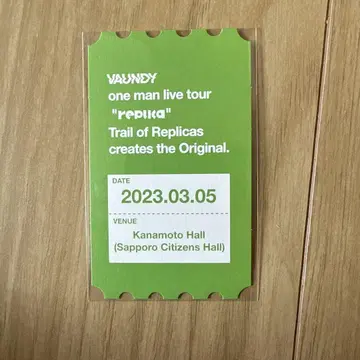 VAUNDY
one man live tour
"replica"
Trail of Replicas
creates the Original.
DATE
2023.03.05
VENUE
Kanamoto Hall
(Sapporo Citizens Hall)